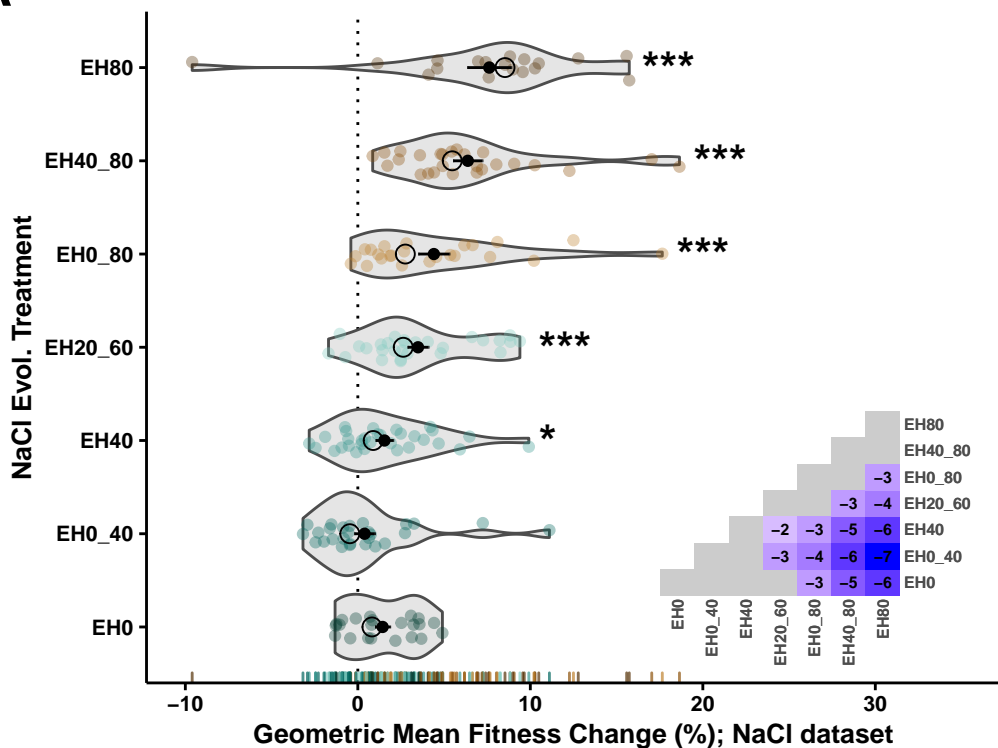 EH80
***
EH40_80
***
EH0_80
***
EH20_60
***
EH40
*
EH0_40
EH0
NaCl Evol. Treatment
−10 0 10 20 30
Geometric Mean Fitness Change (%); NaCl dataset
EH80
EH40_80
−3 EH0_80
−3 −4 EH20_60
−2 −3 −5 −6 EH40
−3 −4 −6 −7 EH0_40
−3 −5 −6 EH0
EH0 EH0_40 EH40 EH20_60 EH0_80 EH40_80 EH80